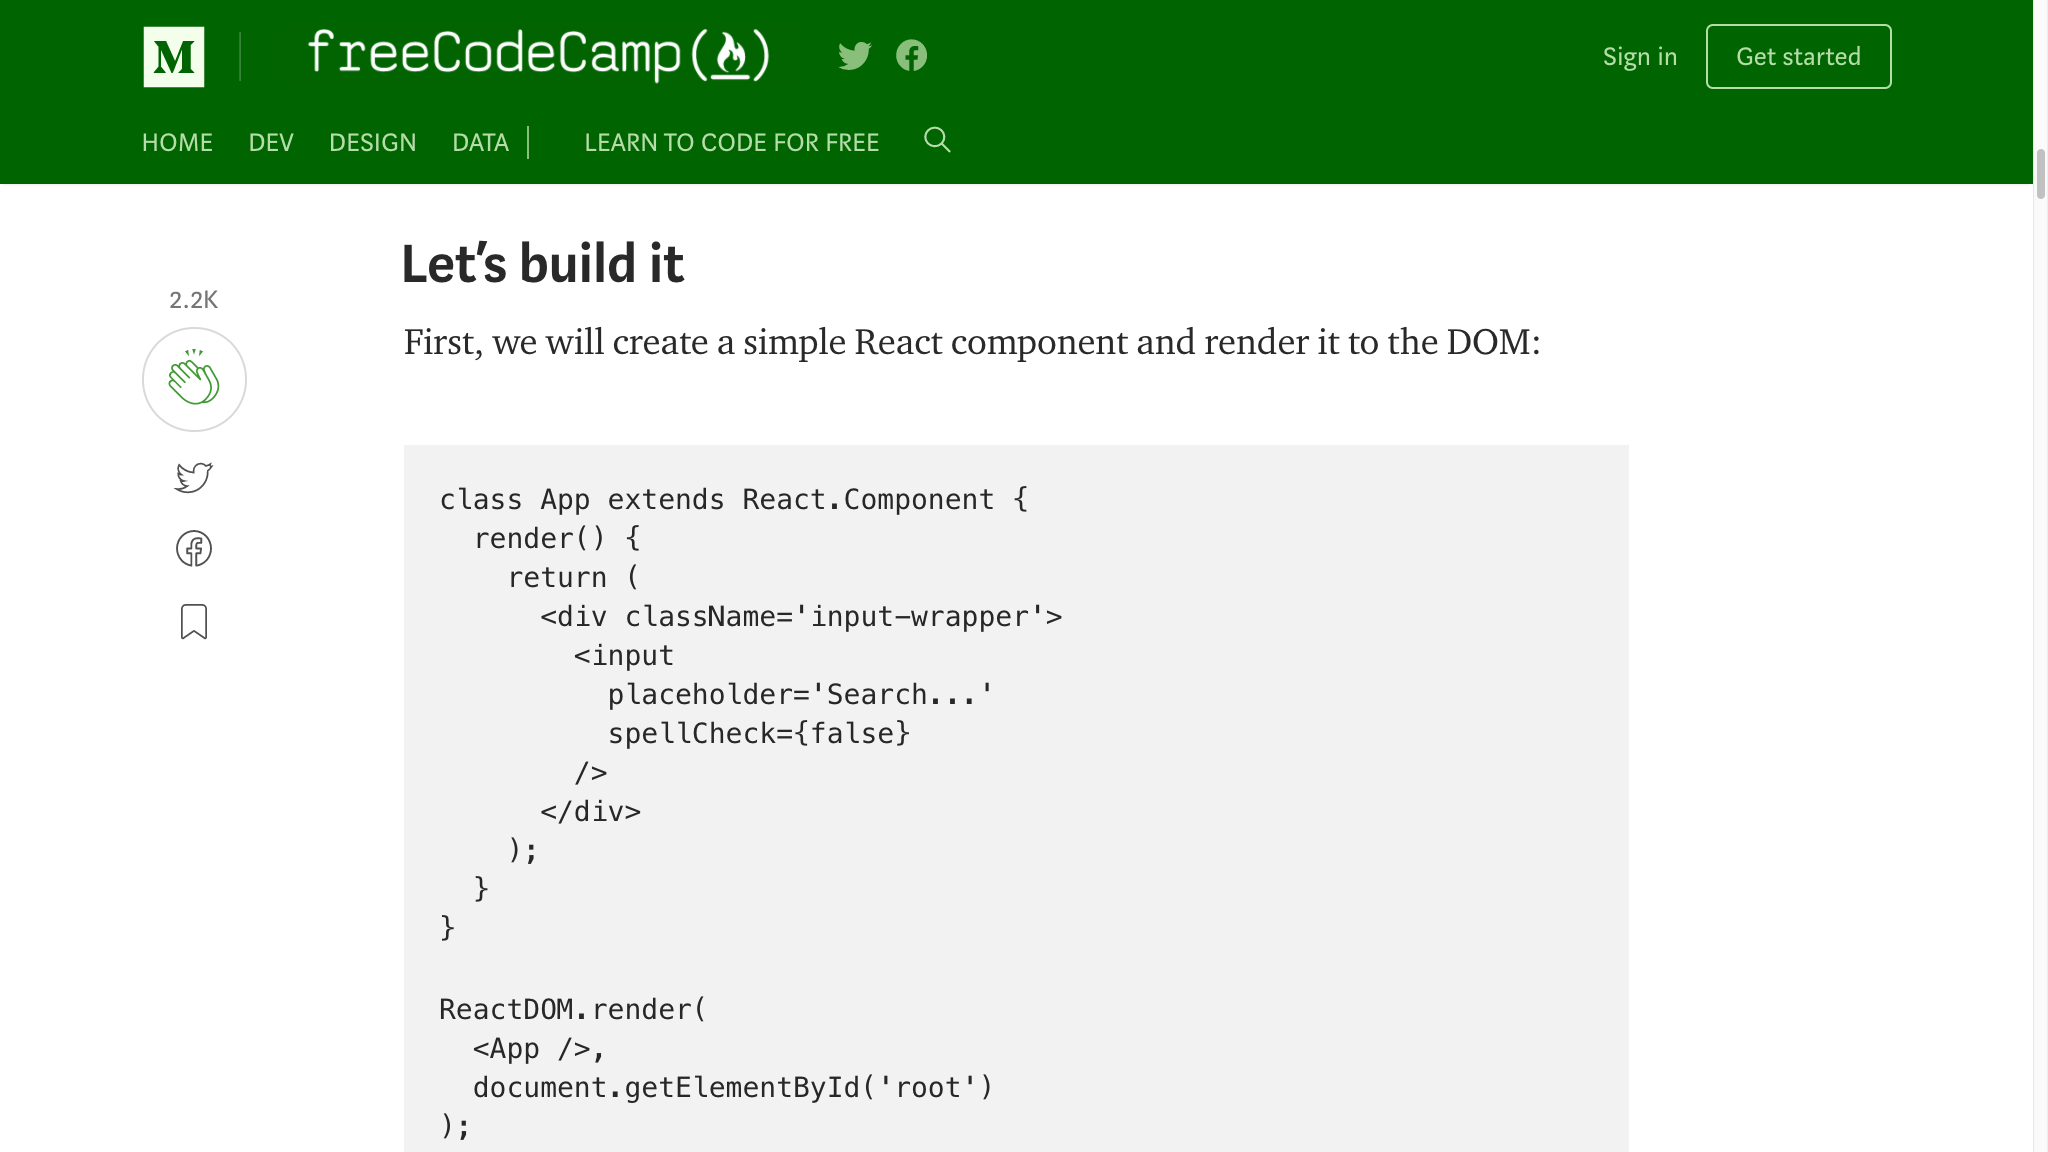 M
freeCodeCamp
Sign in
Get started
HOME
DEV
DESIGN
DATA
LEARN TO CODE FOR FREE
Let’s build it
2.2K
First, we will create a simple React component and render it to the DOM:
class App extends React.Component {
  render() {
    return (
      <div className='input-wrapper'>
        <input
          placeholder='Search...'
          spellCheck={false}
        />
      </div>
    );
  }
}

ReactDOM.render(
  <App />,
  document.getElementById('root')
);